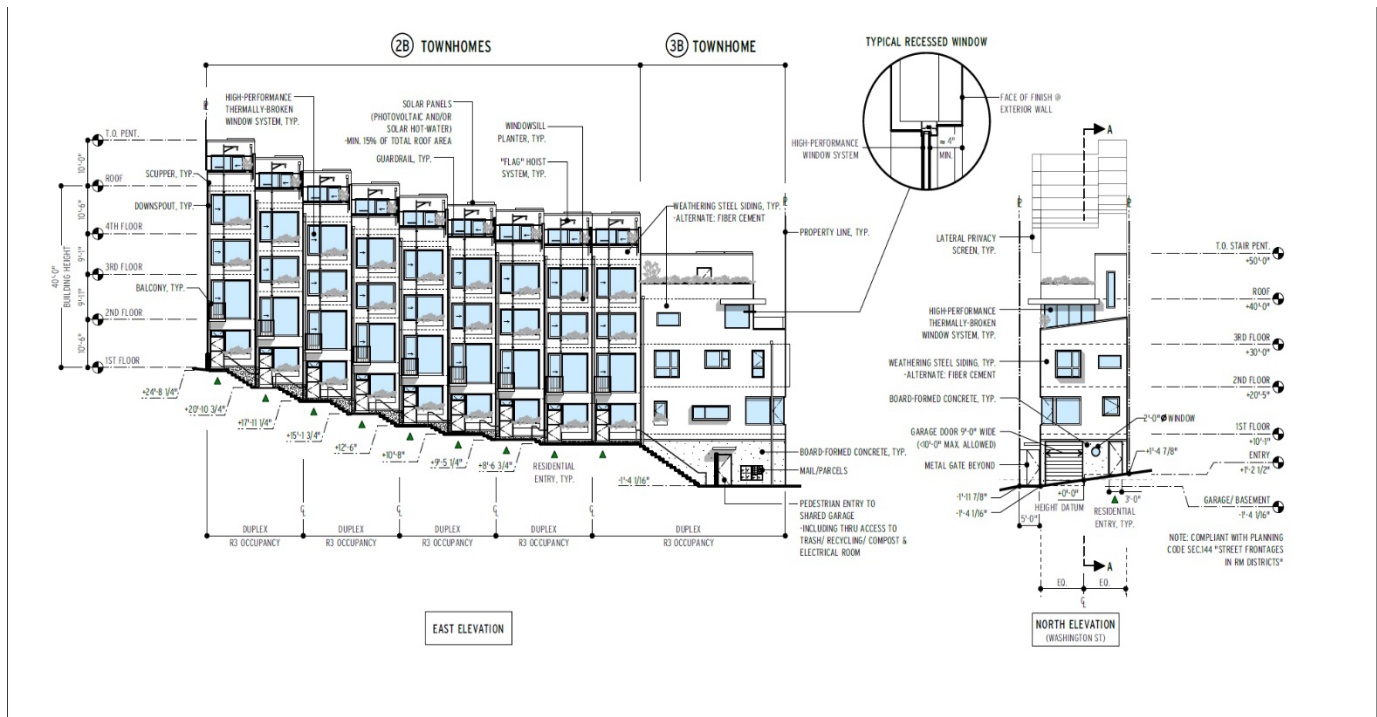 2B TOWNHOMES
3B TOWNHOME
TYPICAL RECESSED WINDOW
HIGH-PERFORMANCE
THERMALLY-BROKEN
WINDOW SYSTEM, TYP.
SOLAR PANELS
(PHOTOVOLTAIC AND/OR
SOLAR HOT-WATER)
-MIN. 15% OF TOTAL ROOF AREA
GUARDRAIL, TYP.
WINDOWSILL
PLANTER, TYP.
"FLAG" HOIST
SYSTEM, TYP.
FACE OF FINISH @
EXTERIOR WALL
HIGH-PERFORMANCE
WINDOW SYSTEM
≈ 4"
MIN.
A
T.O. PENT.
10'-0"
SCUPPER, TYP.
ROOF
10'-6"
DOWNSPOUT, TYP.
4TH FLOOR
9'-1"
3RD FLOOR
40'-0"
BUILDING HEIGHT
BALCONY, TYP.
9'-11"
2ND FLOOR
10'-6"
1ST FLOOR
WEATHERING STEEL SIDING, TYP.
-ALTERNATE: FIBER CEMENT
PROPERTY LINE, TYP.
+24'-8 1/4"
+20'-10 3/4"
+17'-11 1/4"
+15'-1 3/4"
+12'-6"
+10'-8"
+9'-5 1/4"
+8'-6 3/4"
RESIDENTIAL
ENTRY, TYP.
-1'-4 1/16"
BOARD-FORMED CONCRETE, TYP.
MAIL/PARCELS
PEDESTRIAN ENTRY TO
SHARED GARAGE
-INCLUDING THRU ACCESS TO
TRASH/ RECYCLING/ COMPOST &
ELECTRICAL ROOM
DUPLEX
R3 OCCUPANCY
DUPLEX
R3 OCCUPANCY
DUPLEX
R3 OCCUPANCY
DUPLEX
R3 OCCUPANCY
DUPLEX
R3 OCCUPANCY
EAST ELEVATION
LATERAL PRIVACY
SCREEN, TYP.
HIGH-PERFORMANCE
THERMALLY-BROKEN
WINDOW SYSTEM, TYP.
WEATHERING STEEL SIDING, TYP.
-ALTERNATE: FIBER CEMENT
BOARD-FORMED CONCRETE, TYP.
GARAGE DOOR 9'-0" WIDE
(<10'-0" MAX. ALLOWED)
METAL GATE BEYOND
T.O. STAIR PENT.
+50'-0"
ROOF
+40'-0"
3RD FLOOR
+30'-0"
2ND FLOOR
+20'-5"
2'-0"Ø WINDOW
1ST FLOOR
+10'-1"
+1'-4 7/8"
ENTRY
+1'-2 1/2"
GARAGE/ BASEMENT
-1'-4 1/16"
-1'-11 7/8"
-1'-4 1/16"
+0'-0"
HEIGHT DATUM
3'-0"
RESIDENTIAL
ENTRY, TYP.
5'-0"
NOTE: COMPLIANT WITH PLANNING
CODE SEC.144 "STREET FRONTAGES
IN RM DISTRICTS"
A
EQ.
EQ.
NORTH ELEVATION
(WASHINGTON ST)